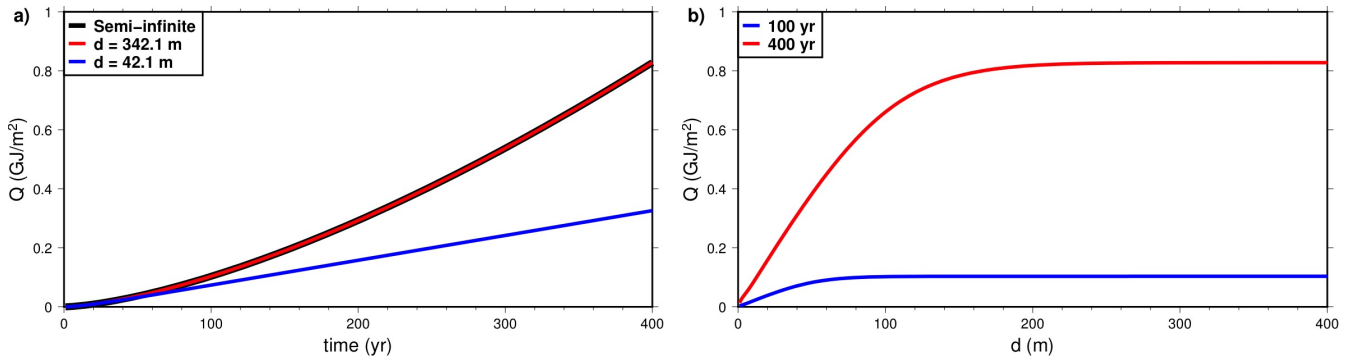 a)
Semi-infinite
d = 342.1 m
d = 42.1 m
Q (GJ/m²)
1
0.8
0.6
0.4
0.2
0
0 100 200 300 400
time (yr)
b)
100 yr
400 yr
Q (GJ/m²)
1
0.8
0.6
0.4
0.2
0
0 100 200 300 400
d (m)